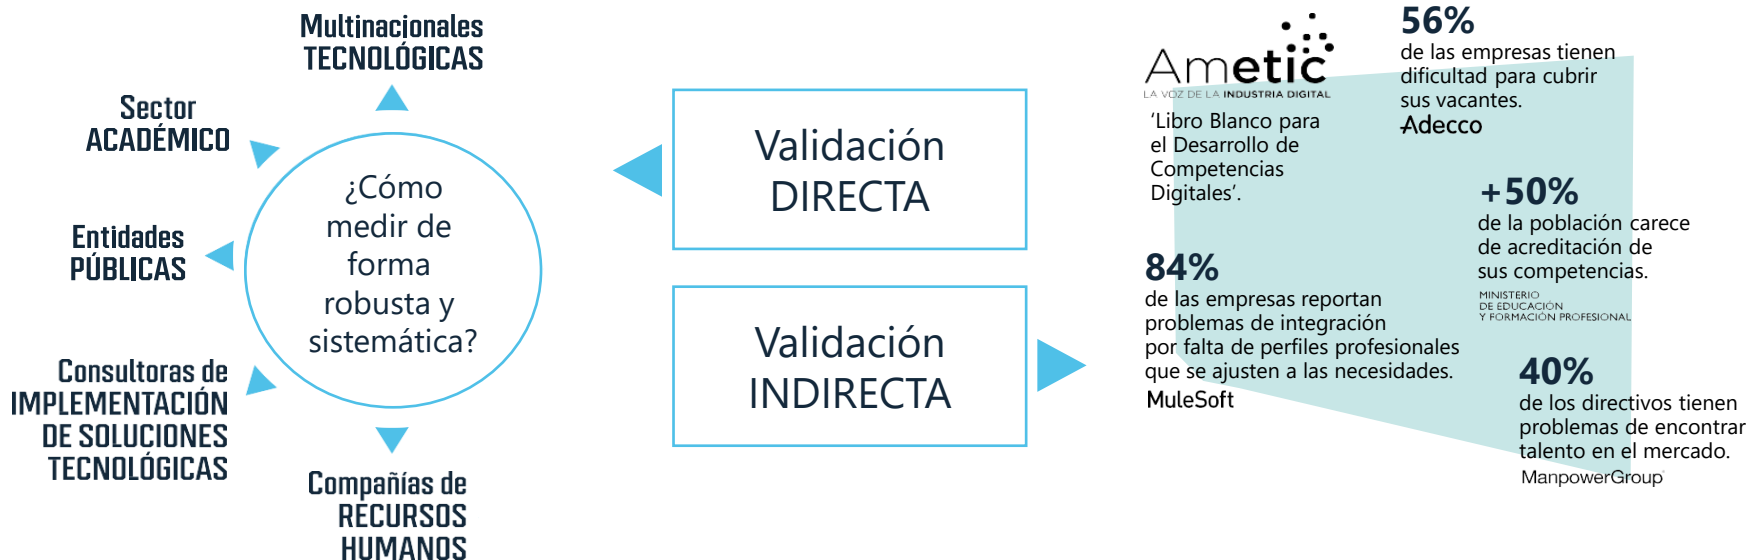 Multinacionales
TECNOLÓGICAS
Sector
ACADÉMICO
Entidades
PÚBLICAS
Consultoras de
IMPLEMENTACIÓN
DE SOLUCIONES
TECNOLÓGICAS
Compañías de
RECURSOS
HUMANOS
¿Cómo
medir de
forma
robusta y
sistemática?
Validación
DIRECTA
Validación
INDIRECTA
Ametic
LA VOZ DE LA INDUSTRIA DIGITAL
‘Libro Blanco para
el Desarrollo de
Competencias
Digitales’.
84%
de las empresas reportan
problemas de integración
por falta de perfiles profesionales
que se ajusten a las necesidades.
MuleSoft
56%
de las empresas tienen
dificultad para cubrir
sus vacantes.
Adecco
+50%
de la población carece
de acreditación de
sus competencias.
MINISTERIO
DE EDUCACIÓN
Y FORMACIÓN PROFESIONAL
40%
de los directivos tienen
problemas de encontrar
talento en el mercado.
ManpowerGroup